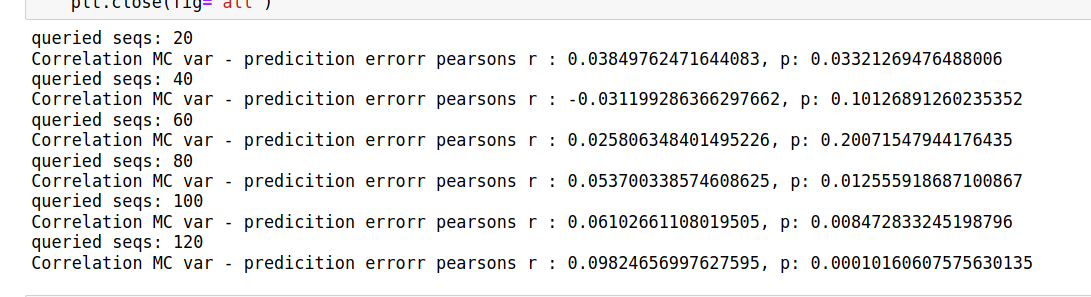 plt.close(fig='all')
queried seqs: 20
Correlation MC var - predicition errorr pearsons r : 0.03849762471644083, p: 0.03321269476488006
queried seqs: 40
Correlation MC var - predicition errorr pearsons r : -0.031199286366297662, p: 0.10126891260235352
queried seqs: 60
Correlation MC var - predicition errorr pearsons r : 0.025806348401495226, p: 0.20071547944176435
queried seqs: 80
Correlation MC var - predicition errorr pearsons r : 0.053700338574608625, p: 0.012555918687100867
queried seqs: 100
Correlation MC var - predicition errorr pearsons r : 0.06102661108019505, p: 0.008472833245198796
queried seqs: 120
Correlation MC var - predicition errorr pearsons r : 0.09824656997627595, p: 0.00010160607575630135